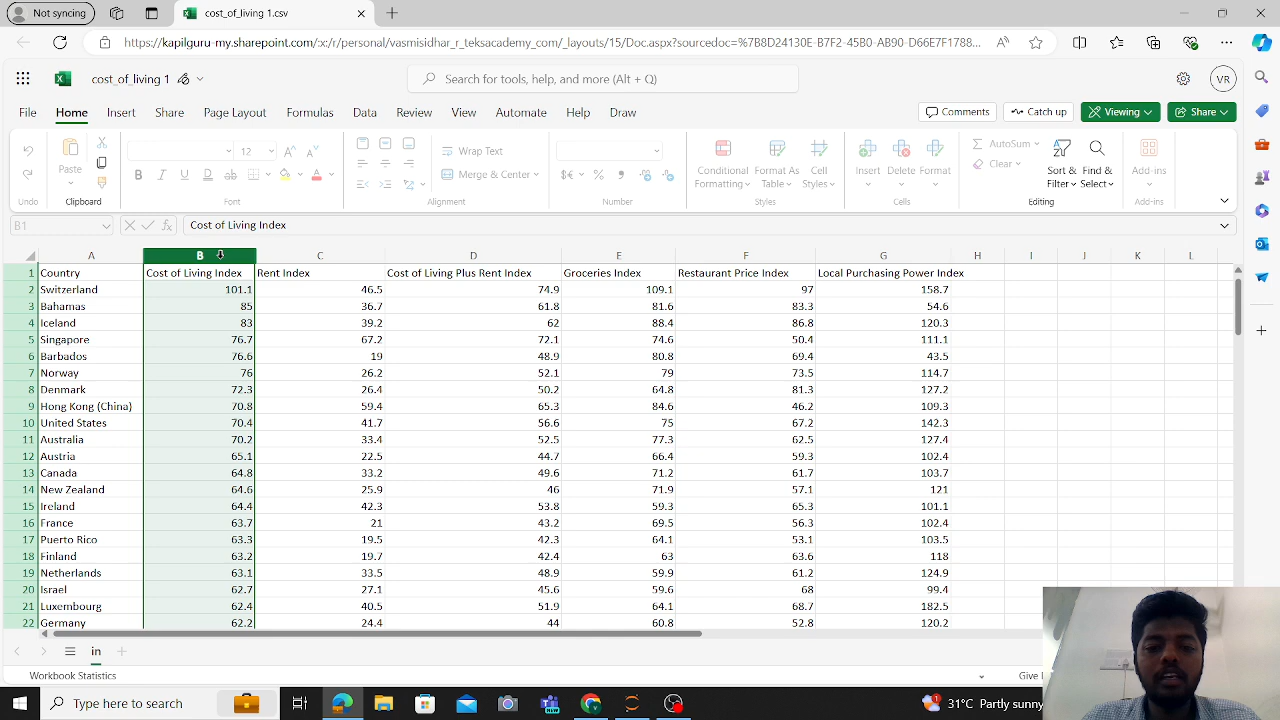 Not syncing
cost_of_living 1.csv
https://kapilguru-my.sharepoint.com/:x:/r/personal/vasmisidhar_r_teksacademy_com/_layouts/15/Doc.aspx?sourcedoc=%7B8D24130E-B7F2-45B0-AB90-D66E7F1788...
cost_of_living 1
Search for tools, help, and more (Alt + Q)
VR
File Home Insert Share Page Layout Formulas Data Review View Automate Help Draw
Comments Catch up Viewing Share
Paste
12
Wrap Text
Merge & Center
Conditional Formatting
Format As Table
Cell Styles
Insert Delete Format
AutoSum
Clear
Sort & Filter
Find & Select
Add-ins
Undo Clipboard Font Alignment Number Styles Cells Editing Add-ins
B1 Cost of Living Index
A B C D E F G H I J K L
1 Country Cost of Living Index Rent Index Cost of Living Plus Rent Index Groceries Index Restaurant Price Index Local Purchasing Power Index
2 Switzerland 101.1 46.5 74.9 109.1 97 158.7
3 Bahamas 85 36.7 61.8 81.6 83.3 54.6
4 Iceland 83 39.2 62 88.4 86.8 120.3
5 Singapore 76.7 67.2 72.1 74.6 50.4 111.1
6 Barbados 76.6 19 48.9 80.8 69.4 43.5
7 Norway 76 26.2 52.1 79 73.5 114.7
8 Denmark 72.3 26.4 50.2 64.8 81.3 127.2
9 Hong Kong (China) 70.8 59.4 65.3 84.6 46.2 109.3
10 United States 70.4 41.7 56.6 75 67.2 142.3
11 Australia 70.2 33.4 52.5 77.3 62.5 127.4
12 Austria 65.1 22.5 44.7 66.4 59.3 102.4
13 Canada 64.8 33.2 49.6 71.2 61.7 103.7
14 New Zealand 64.6 25.9 46 71.9 57.1 121
15 Ireland 64.4 42.3 53.8 59.3 65.3 101.1
16 France 63.7 21 43.2 69.5 56.3 102.4
17 Puerto Rico 63.3 19.5 42.3 64.1 53.1 103.5
18 Finland 63.2 19.7 42.4 63 63.6 118
19 Netherlands 63.1 33.5 48.9 59.9 61.2 124.9
20 Israel 62.7 27.1 45.6 59.6 68 99.4
21 Luxembourg 62.4 40.5 51.9 64.1 68.7 182.5
22 Germany 62.2 24.4 44 60.8 52.8 120.2
in
Workbook Statistics
Give
Type here to search
31°C Partly sunny